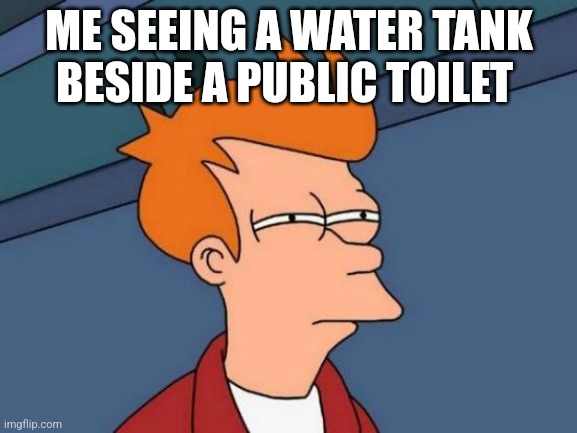 ME SEEING A WATER TANK
BESIDE A PUBLIC TOILET
imgflip.com